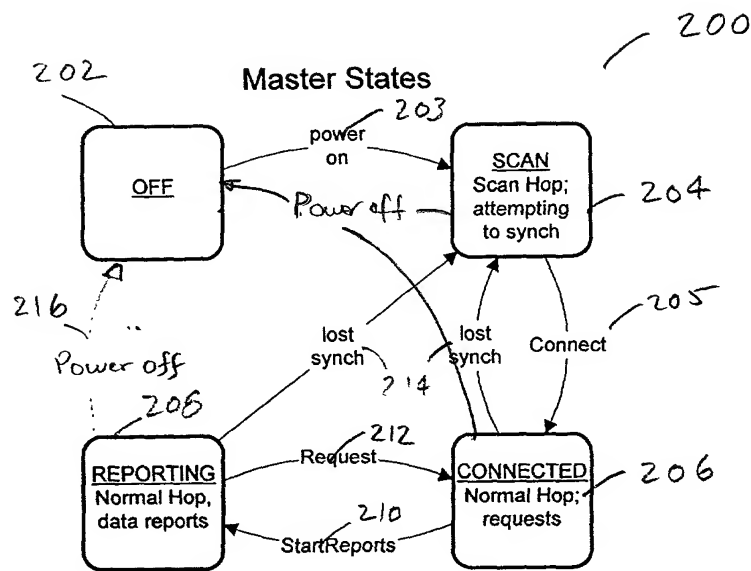 200
202
Master States
203
power
on
OFF
SCAN
Scan Hop;
attempting
to synch
204
Power off
216
Power off
lost
synch
214
lost
synch
Connect
205
208
REPORTING
Normal Hop,
data reports
212
Request
CONNECTED
Normal Hop;
requests
206
210
StartReports